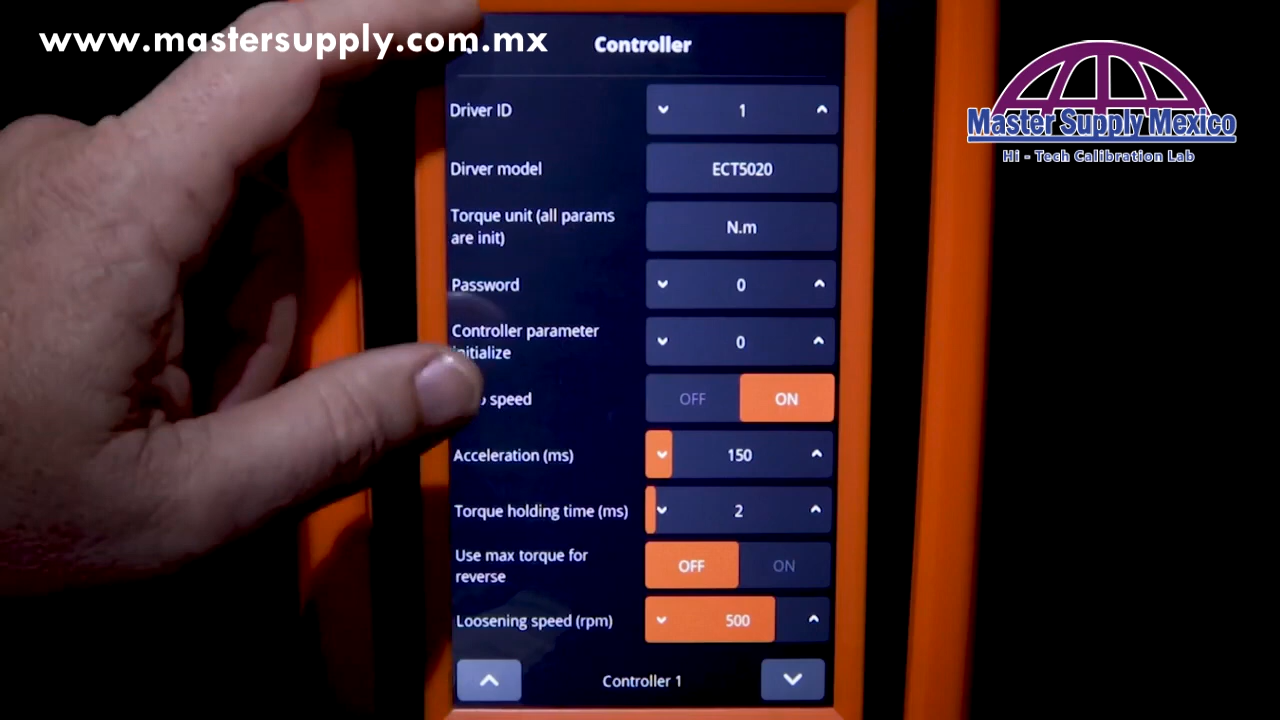 www.mastersupply.com.mx
Controller
Master Supply Mexico
Hi - Tech Calibration Lab
Driver ID
1
Dirver model
ECT5020
Torque unit (all params
are init)
N.m
Password
0
Controller parameter
initialize
0
speed
OFF
ON
Acceleration (ms)
150
Torque holding time (ms)
2
Use max torque for
reverse
OFF
ON
Loosening speed (rpm)
500
Controller 1